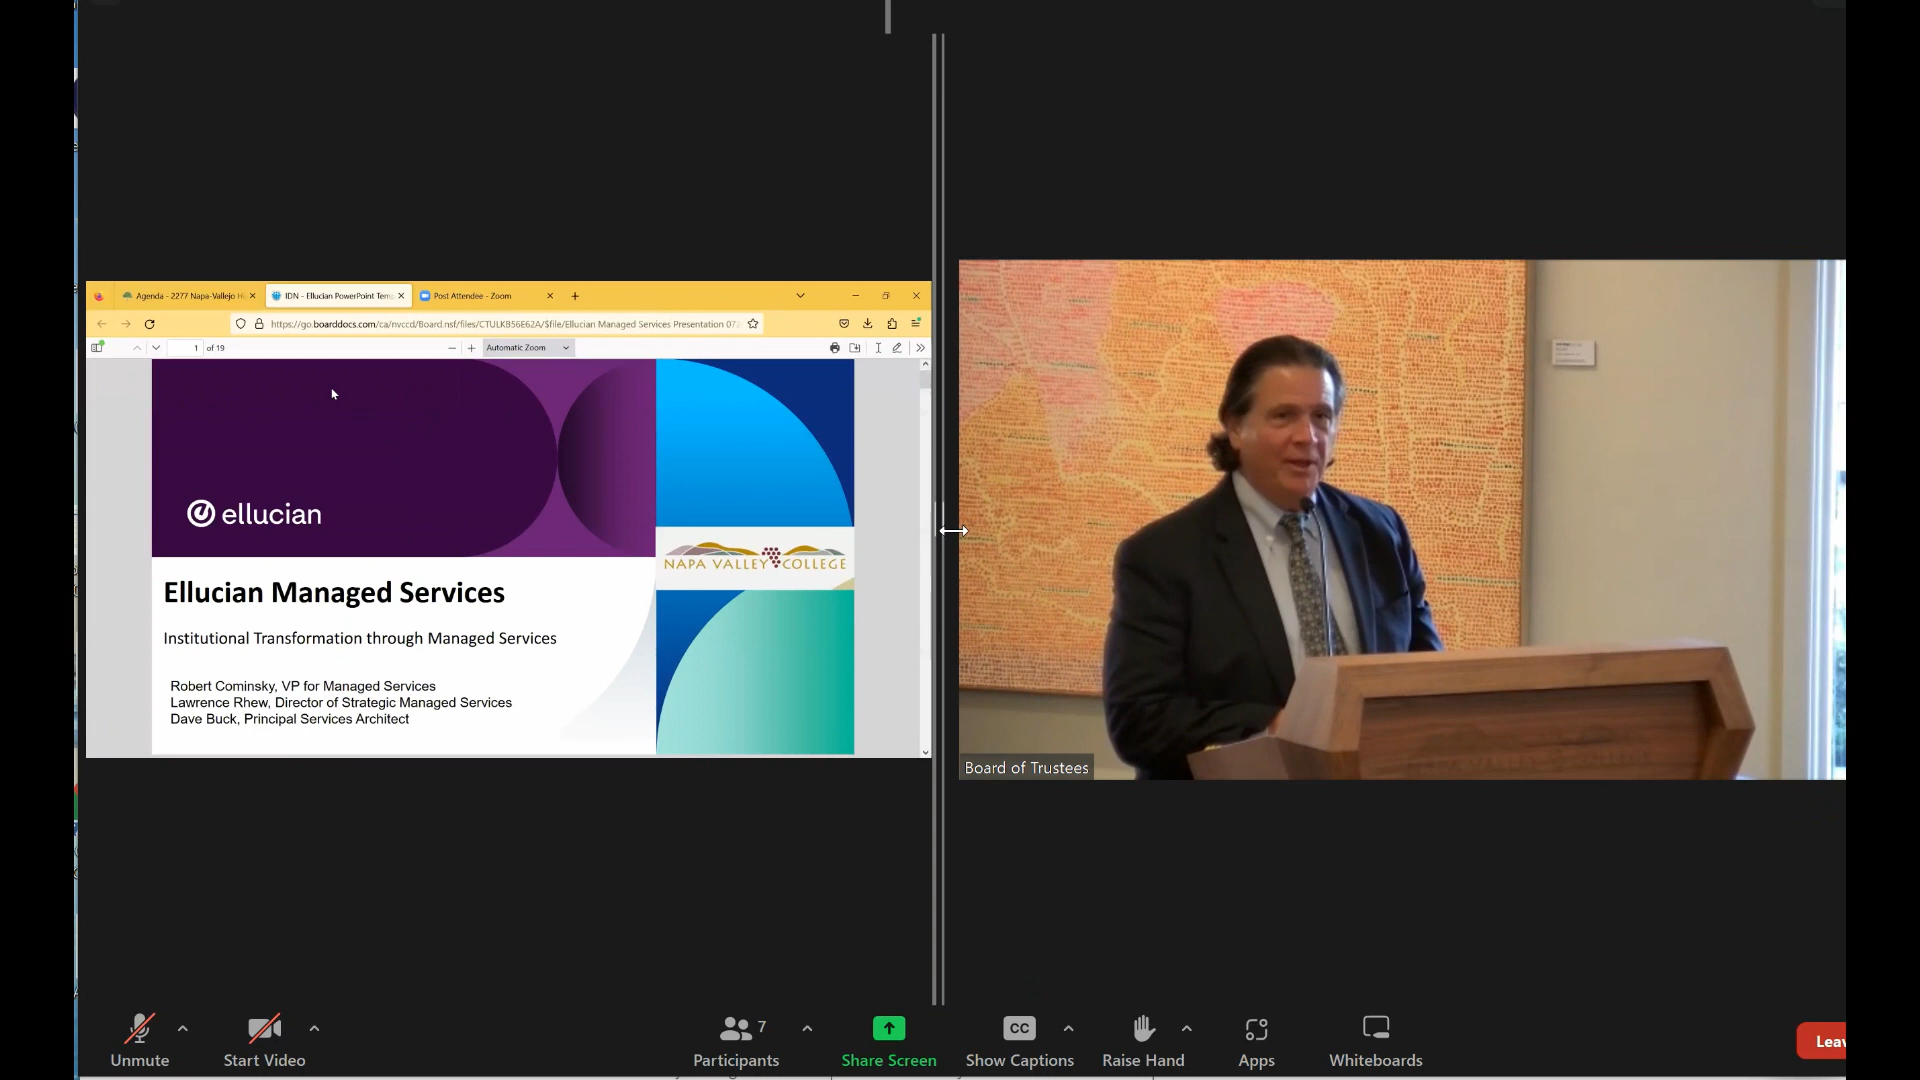 Agenda - 2277 Napa-Vallejo H
IDN - Ellucian PowerPoint Temp
Post Attendee - Zoom
https://go.boarddocs.com/ca/nvccd/Board.nsf/files/CTULKB56E62A/$file/Ellucian Managed Services Presentation 07
1 of 19
Automatic Zoom
ellucian
NAPA VALLEY COLLEGE
Ellucian Managed Services
Institutional Transformation through Managed Services
Robert Cominsky, VP for Managed Services
Lawrence Rhew, Director of Strategic Managed Services
Dave Buck, Principal Services Architect
Board of Trustees
Unmute
Start Video
7
Participants
Share Screen
CC
Show Captions
Raise Hand
Apps
Whiteboards
Leav